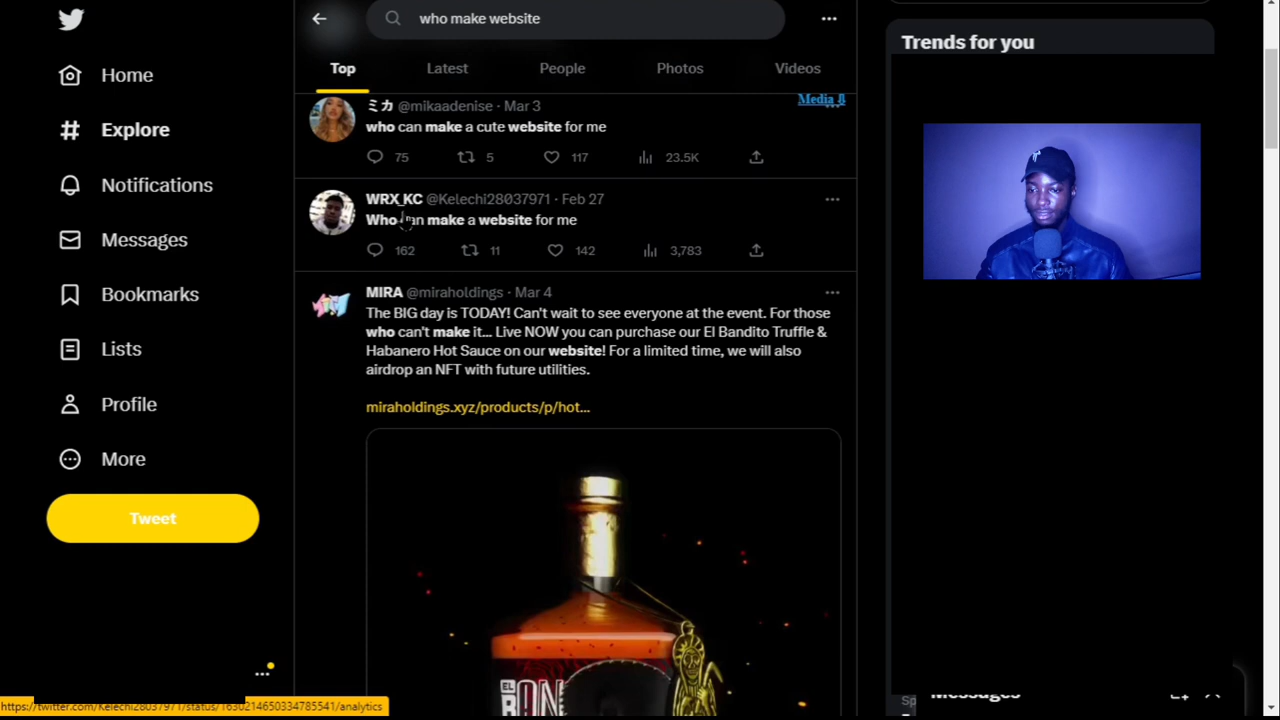 who make website
Home
Explore
Notifications
Messages
Bookmarks
Lists
Profile
More
Tweet
Top
Latest
People
Photos
Videos
Media
ミカ @mikaadenise · Mar 3
who can make a cute website for me
75 5 117 23.5K
WRX_KC @Kelechi28037971 · Feb 27
Who can make a website for me
162 11 142 3,783
MIRA @miraholdings · Mar 4
The BIG day is TODAY! Can't wait to see everyone at the event. For those
who can't make it... Live NOW you can purchase our El Bandito Truffle &
Habanero Hot Sauce on our website! For a limited time, we will also
airdrop an NFT with future utilities.
miraholdings.xyz/products/p/hot...
EL
Trends for you
Messages
Sp
https://twitter.com/Kelechi28037971/status/1630214650334785541/analytics